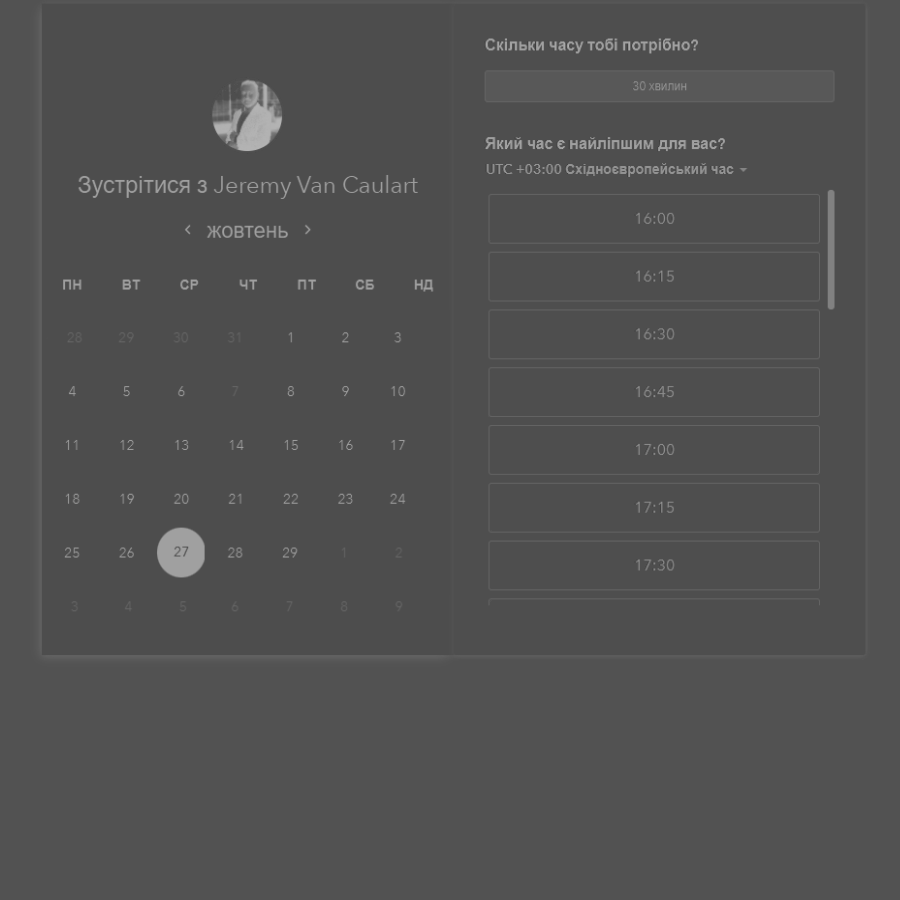 Зустрітися з Jeremy Van Caulart
жовтень
ПН ВТ СР ЧТ ПТ СБ НД
28 29 30 31 1 2 3
4 5 6 7 8 9 10
11 12 13 14 15 16 17
18 19 20 21 22 23 24
25 26 27 28 29 1 2
3 4 5 6 7 8 9
Скільки часу тобі потрібно?
30 хвилин
Який час є найліпшим для вас?
UTC +03:00 Східноєвропейський час
16:00
16:15
16:30
16:45
17:00
17:15
17:30